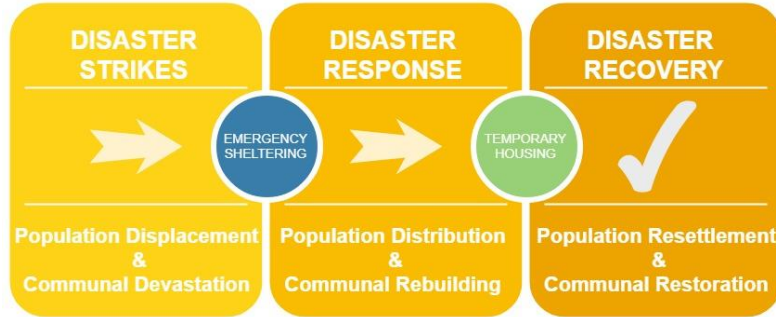 DISASTER
STRIKES
EMERGENCY
SHELTERING
Population Displacement
&
Communal Devastation
DISASTER
RESPONSE
TEMPORARY
HOUSING
Population Distribution
&
Communal Rebuilding
DISASTER
RECOVERY
Population Resettlement
&
Communal Restoration